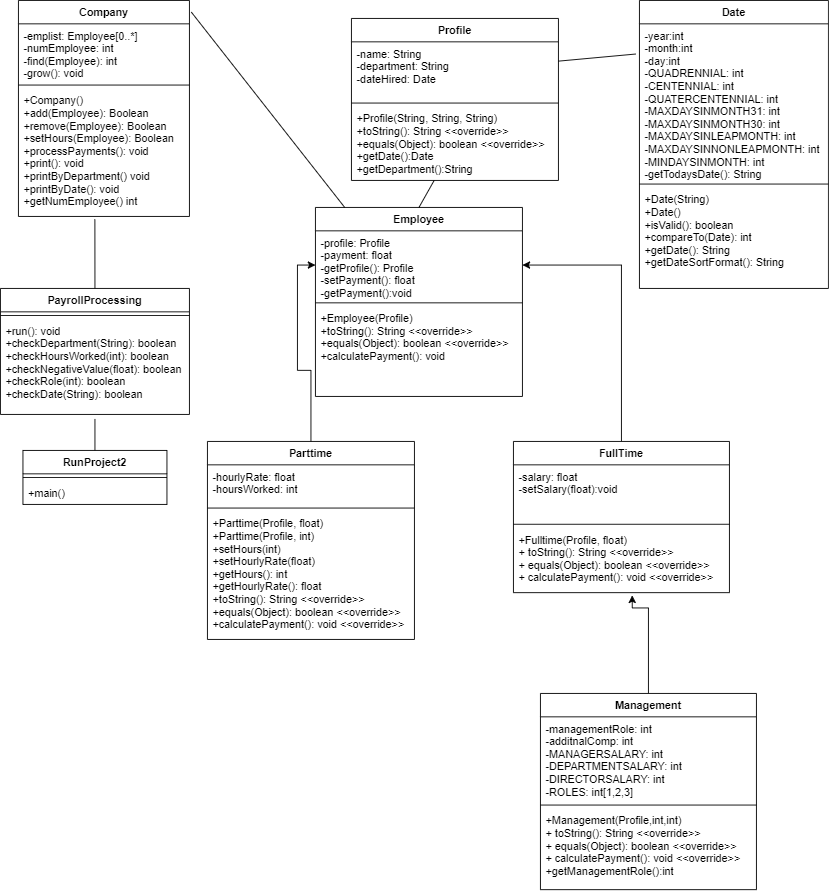 Company
-emplist: Employee[0..*]
-numEmployee: int
-find(Employee): int
-grow(): void
+Company()
+add(Employee): Boolean
+remove(Employee): Boolean
+setHours(Employee): Boolean
+processPayments(): void
+print(): void
+printByDepartment() void
+printByDate(): void
+getNumEmployee() int
Profile
-name: String
-department: String
-dateHired: Date
+Profile(String, String, String)
+toString(): String <<override>>
+equals(Object): boolean <<override>>
+getDate():Date
+getDepartment():String
Date
-year:int
-month:int
-day:int
-QUADRENNIAL: int
-CENTENNIAL: int
-QUATERCENTENNIAL: int
-MAXDAYSINMONTH31: int
-MAXDAYSINMONTH30: int
-MAXDAYSINLEAPMONTH: int
-MAXDAYSINNONLEAPMONTH: int
-MINDAYSINMONTH: int
-getTodaysDate(): String
+Date(String)
+Date()
+isValid(): boolean
+compareTo(Date): int
+getDate(): String
+getDateSortFormat(): String
Employee
-profile: Profile
-payment: float
-getProfile(): Profile
-setPayment(): float
-getPayment():void
+Employee(Profile)
+toString(): String <<override>>
+equals(Object): boolean <<override>>
+calculatePayment(): void
PayrollProcessing
+run(): void
+checkDepartment(String): boolean
+checkHoursWorked(int): boolean
+checkNegativeValue(float): boolean
+checkRole(int): boolean
+checkDate(String): boolean
RunProject2
+main()
Parttime
-hourlyRate: float
-hoursWorked: int
+Parttime(Profile, float)
+Parttime(Profile, int)
+setHours(int)
+setHourlyRate(float)
+getHours(): int
+getHourlyRate(): float
+toString(): String <<override>>
+equals(Object): boolean <<override>>
+calculatePayment(): void <<override>>
FullTime
-salary: float
-setSalary(float):void
+Fulltime(Profile, float)
+ toString(): String <<override>>
+ equals(Object): boolean <<override>>
+ calculatePayment(): void <<override>>
Management
-managementRole: int
-additnalComp: int
-MANAGERSALARY: int
-DEPARTMENTSALARY: int
-DIRECTORSALARY: int
-ROLES: int[1,2,3]
+Management(Profile,int,int)
+ toString(): String <<override>>
+ equals(Object): boolean <<override>>
+ calculatePayment(): void <<override>>
+getManagementRole():int